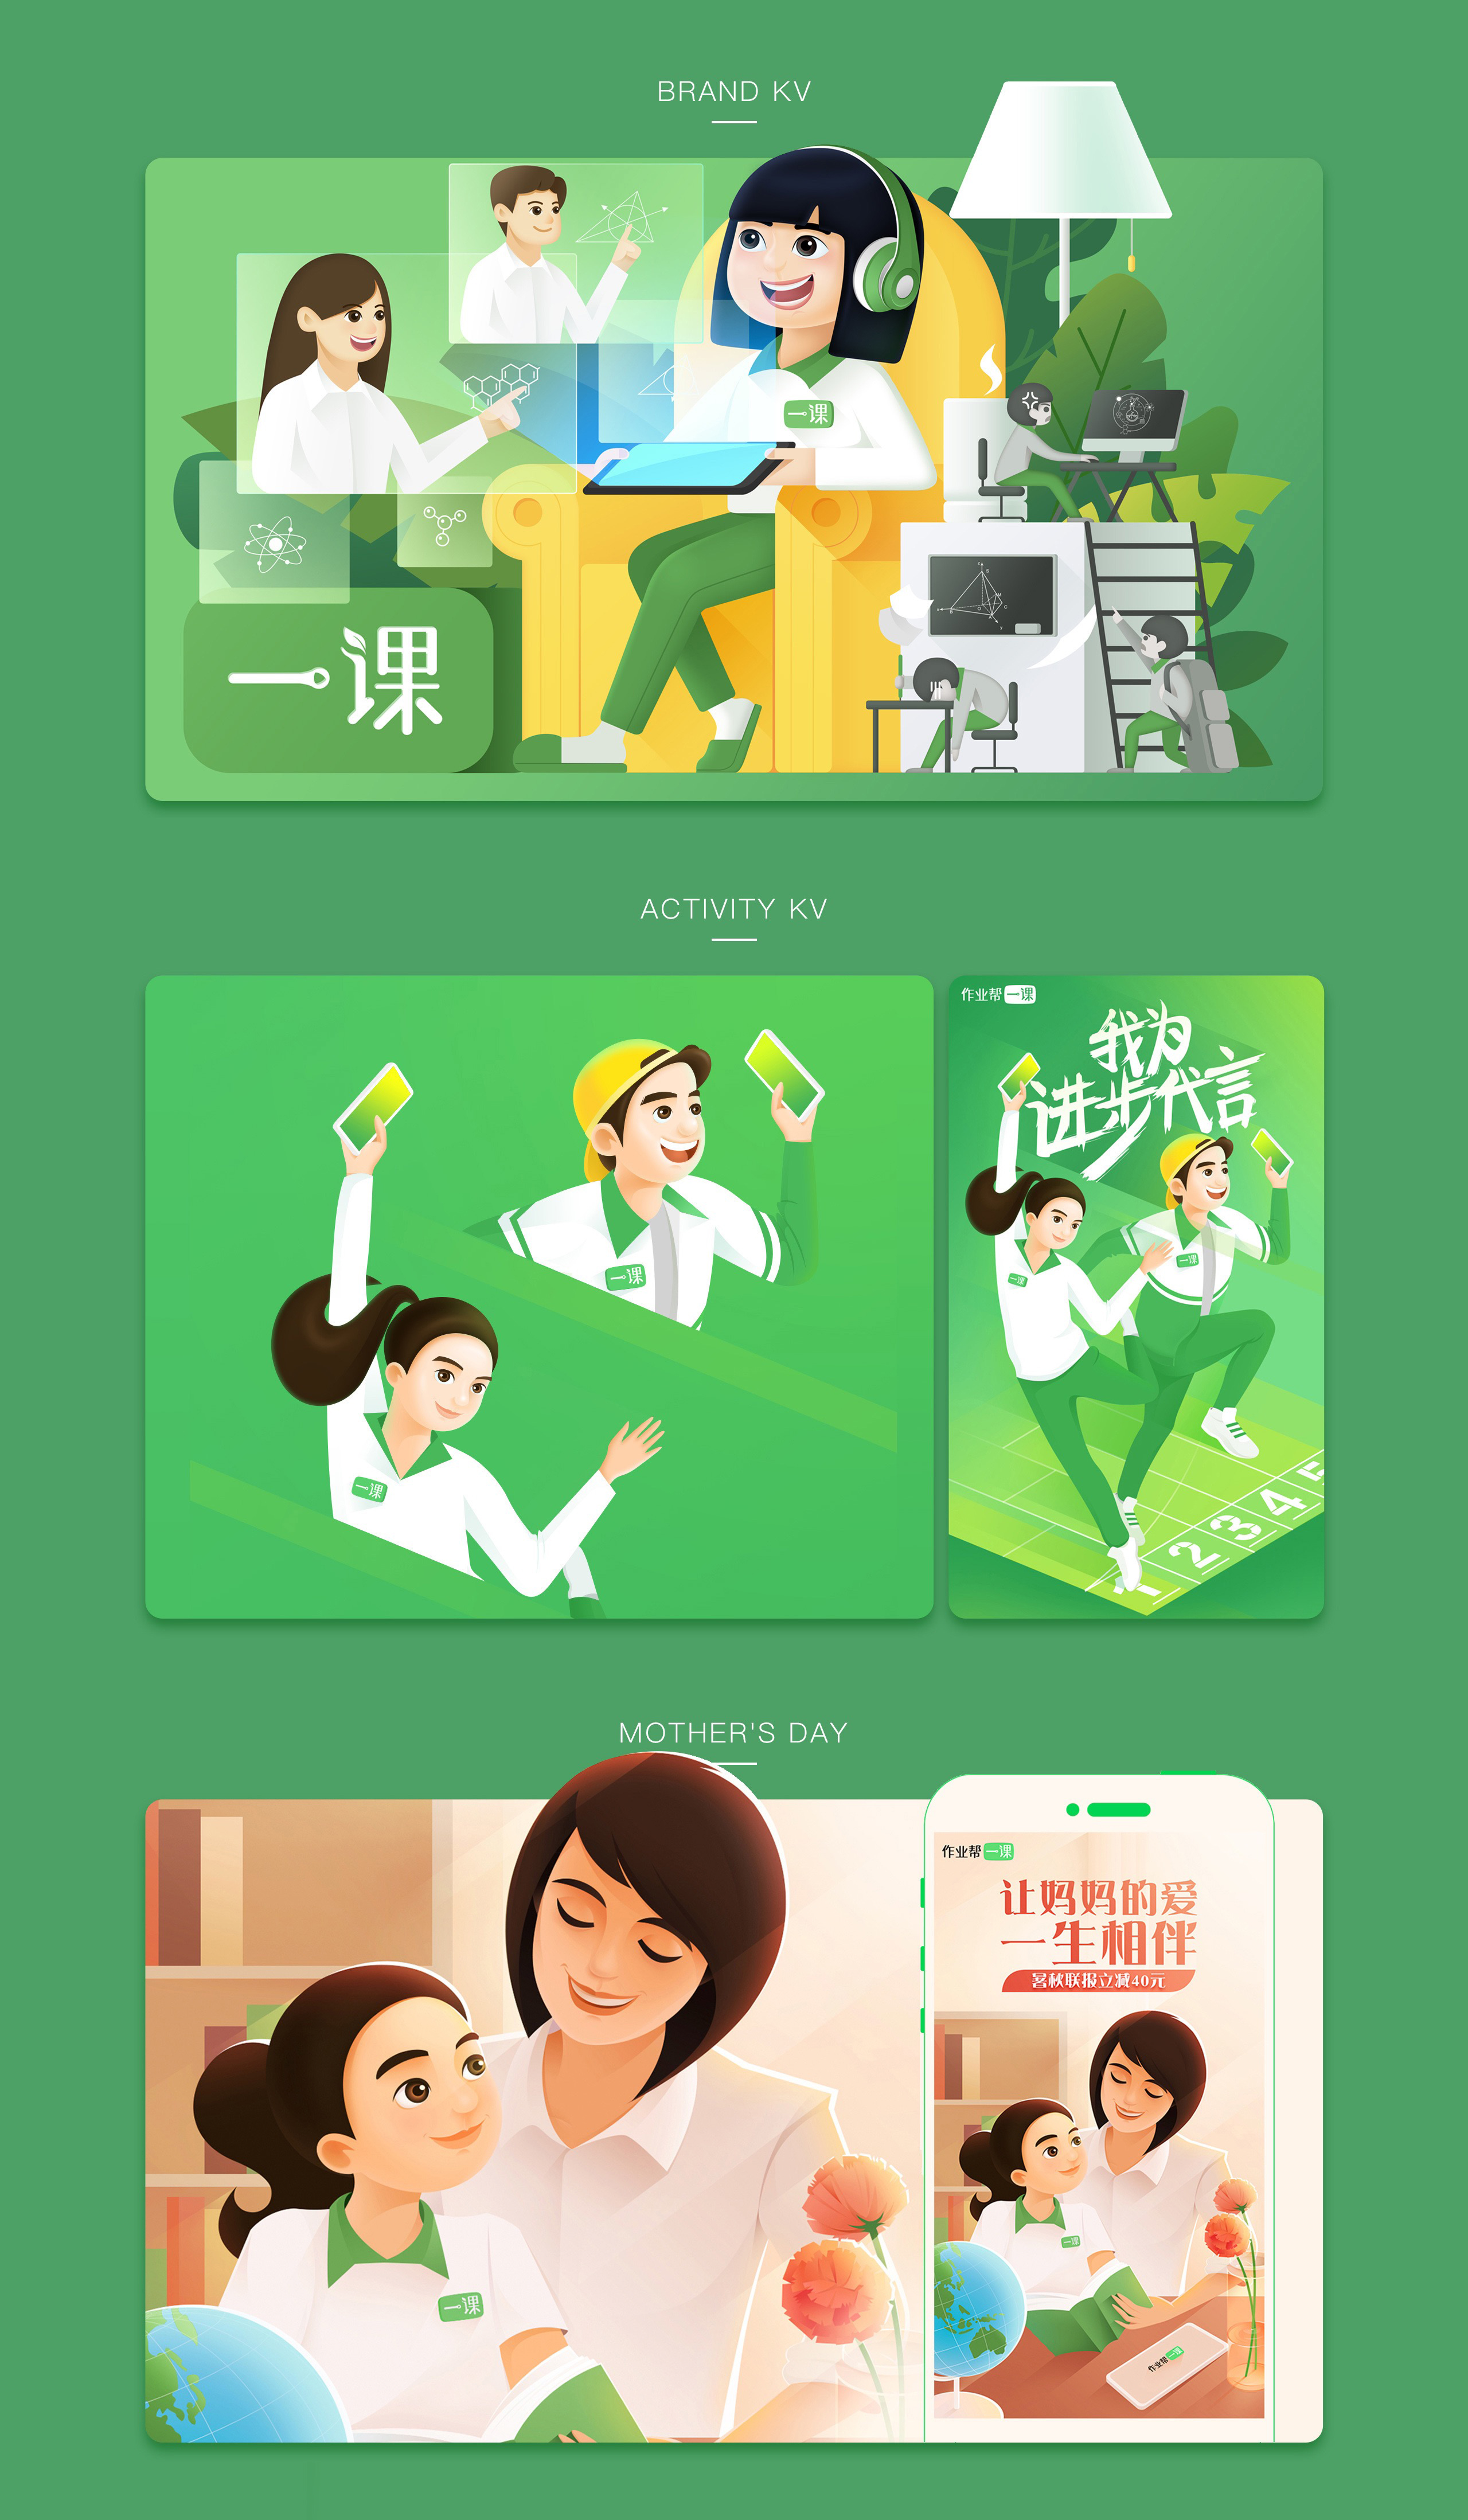 BRAND KV
一课
一课
ACTIVITY KV
一课
一课
作业帮 一课
我为
进步代言
一课
一课
1 2 3 4 5
MOTHER'S DAY
一课
作业帮 一课
让妈妈的爱
一生相伴
暑秋联报立减40元
一课
作业帮 一课